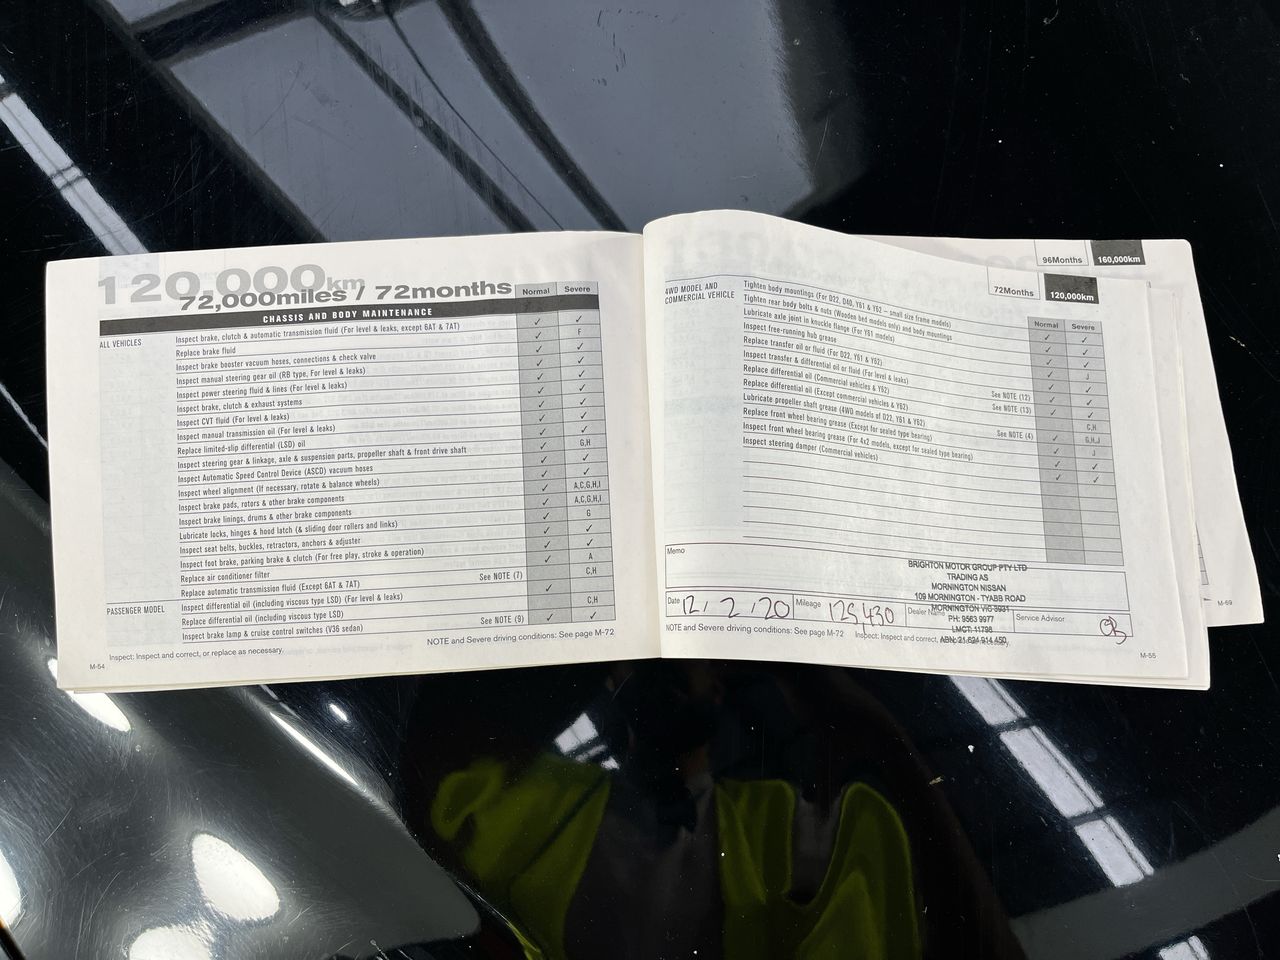 120,000km
72,000miles / 72months
Normal Severe
CHASSIS AND BODY MAINTENANCE
ALL VEHICLES
Inspect brake, clutch & automatic transmission fluid (For level & leaks, except 6AT & 7AT) ✓ ✓
Replace brake fluid ✓ F
Inspect brake booster vacuum hoses, connections & check valve ✓ ✓
Inspect manual steering gear oil (RB type, For level & leaks) ✓ ✓
Inspect power steering fluid & lines (For level & leaks) ✓ ✓
Inspect brake, clutch & exhaust systems ✓ ✓
Inspect CVT fluid (For level & leaks) ✓ ✓
Inspect manual transmission oil (For level & leaks) ✓ ✓
Replace limited-slip differential (LSD) oil ✓ G,H
Inspect steering gear & linkage, axle & suspension parts, propeller shaft & front drive shaft ✓ ✓
Inspect Automatic Speed Control Device (ASCD) vacuum hoses ✓ ✓
Inspect wheel alignment (If necessary, rotate & balance wheels) ✓ A,C,G,H,I
Inspect brake pads, rotors & other brake components ✓ A,C,G,H,I
Inspect brake linings, drums & other brake components ✓ G
Lubricate locks, hinges & hood latch (& sliding door rollers and links) ✓ ✓
Inspect seat belts, buckles, retractors, anchors & adjuster ✓ ✓
Inspect foot brake, parking brake & clutch (For free play, stroke & operation) ✓ A
Replace air conditioner filter
Replace automatic transmission fluid (Except 6AT & 7AT) See NOTE (7) C,H
PASSENGER MODEL
Inspect differential oil (including viscous type LSD) (For level & leaks) ✓
Replace differential oil (including viscous type LSD) C,H
Inspect brake lamp & cruise control switches (V36 sedan) See NOTE (9) ✓ ✓
Inspect: Inspect and correct, or replace as necessary.
NOTE and Severe driving conditions: See page M-72
M-54
96Months 160,000km
72Months 120,000km
Normal Severe
4WD MODEL AND
COMMERCIAL VEHICLE
Tighten body mountings (For D22, D40, Y61 & Y62 – small size frame models)
Tighten rear body bolts & nuts (Wooden bed models only) and body mountings
Lubricate axle joint in knuckle flange (For Y61 models)
Inspect free-running hub grease
Replace transfer oil or fluid (For D22, Y61 & Y62)
Inspect transfer & differential oil or fluid (For level & leaks)
Replace differential oil (Commercial vehicles & Y62) See NOTE (12)
Replace differential oil (Except commercial vehicles & Y62) See NOTE (13)
Lubricate propeller shaft grease (4WD models of D22, Y61 & Y62)
Replace front wheel bearing grease (Except for sealed type bearing) See NOTE (4)
Inspect front wheel bearing grease (For 4x2 models, except for sealed type bearing)
Inspect steering damper (Commercial vehicles)
Memo
BRIGHTON MOTOR GROUP PTY LTD
TRADING AS
MORNINGTON NISSAN
109 MORNINGTON - TYABB ROAD
MORNINGTON VIC 3931
PH: 5963 9977
LMCT: 11796
ABN: 21 624 914 450
Date 12/2/20 Mileage 125430 Dealer Name Service Advisor
NOTE and Severe driving conditions: See page M-72 Inspect: Inspect and correct,
M-55
M-69